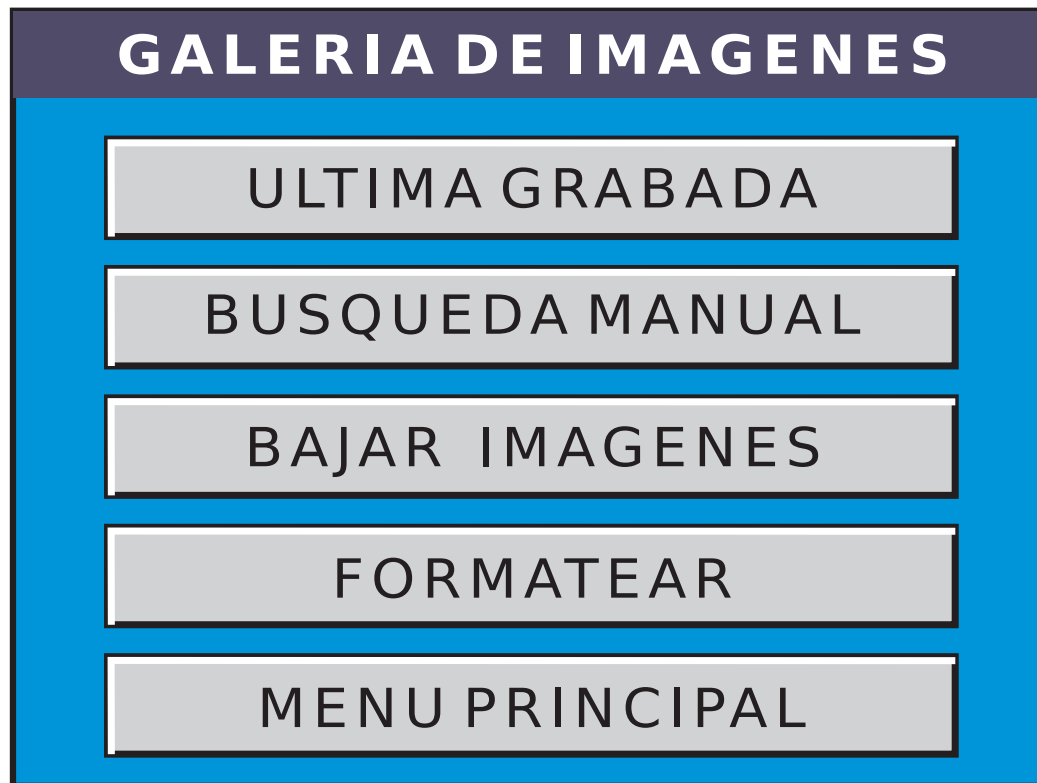 GALERIA DE IMAGENES
ULTIMA GRABADA
BUSQUEDA MANUAL
BAJAR IMAGENES
FORMATEAR
MENU PRINCIPAL